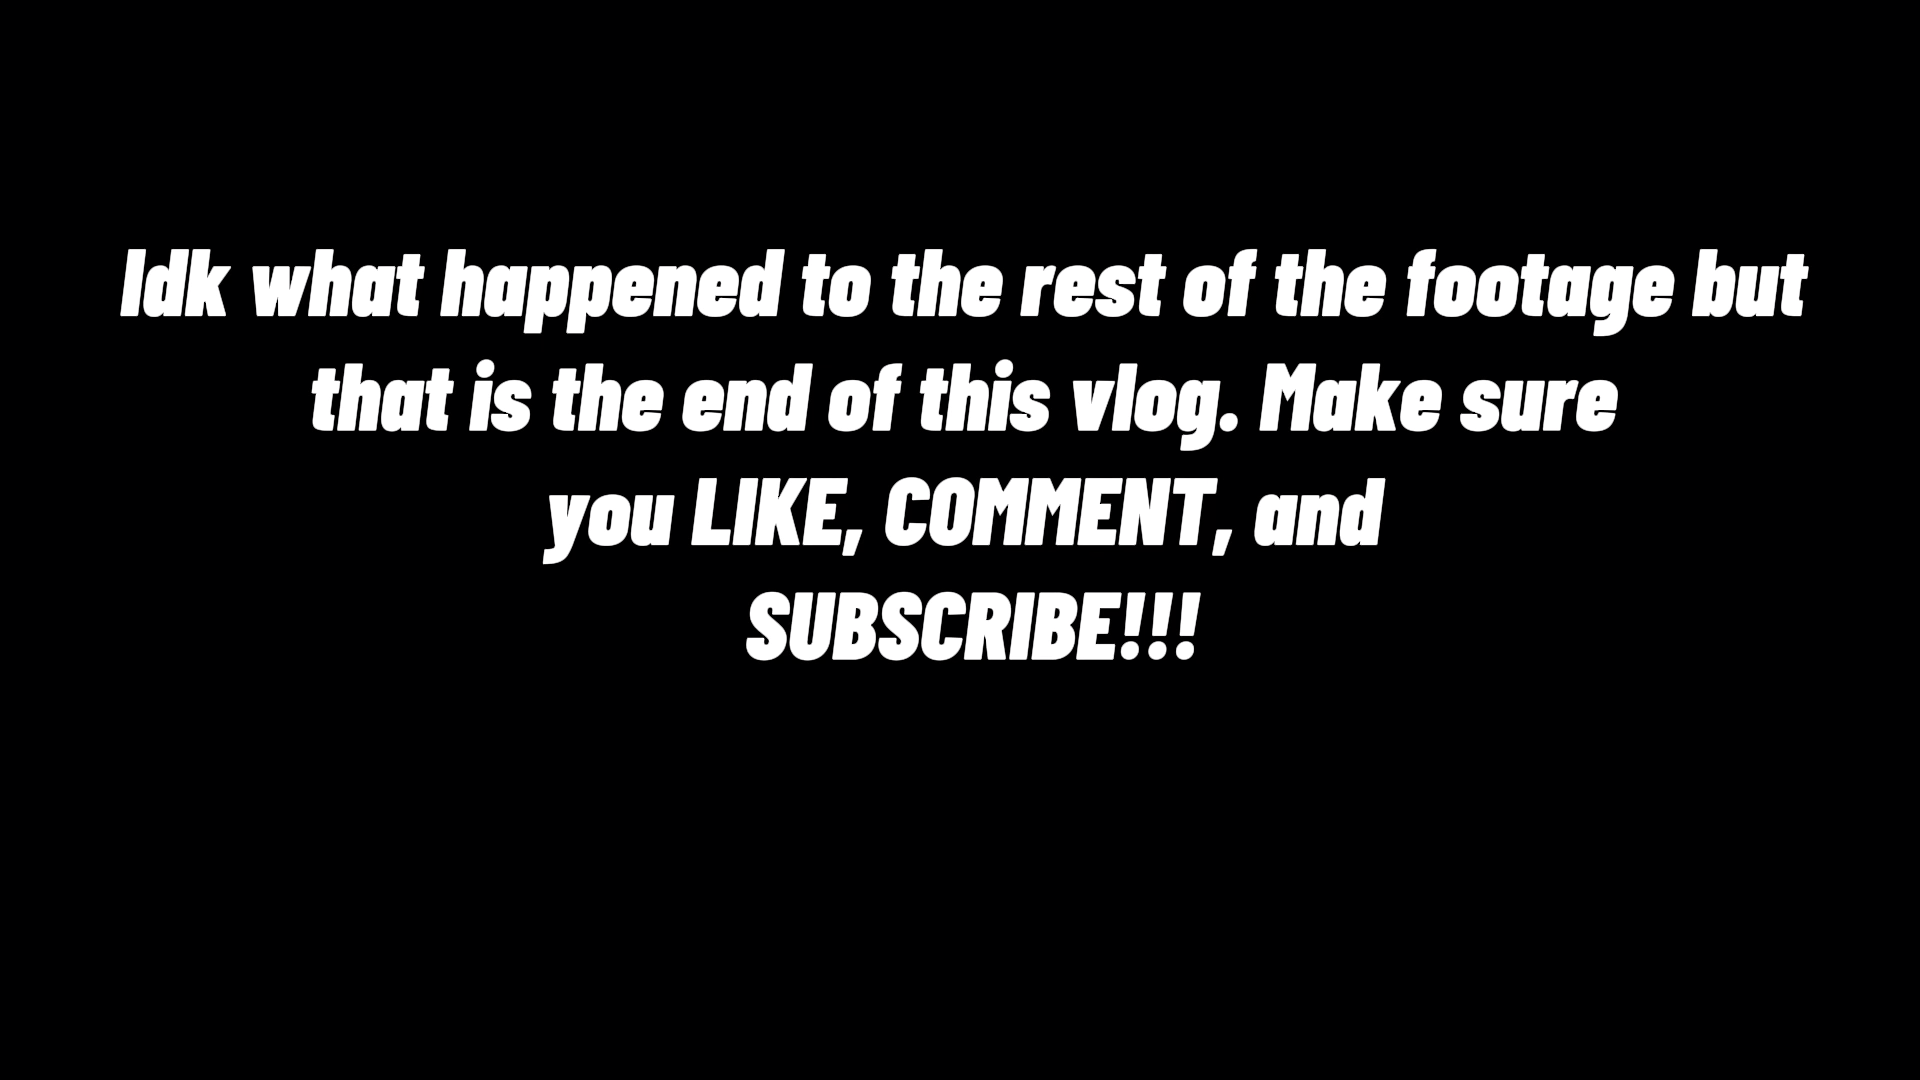 Idk what happened to the rest of the footage but
that is the end of this vlog. Make sure
you LIKE, COMMENT, and
SUBSCRIBE!!!